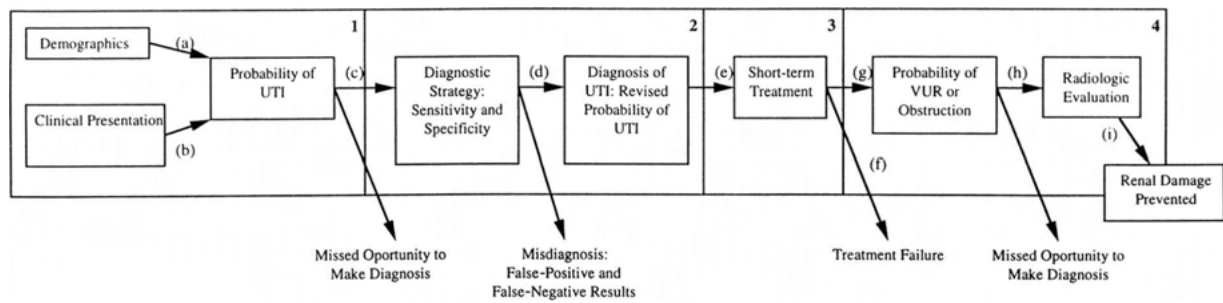 1
2
3
4
Demographics
(a)
Clinical Presentation
(b)
Probability of
UTI
(c)
Diagnostic
Strategy:
Sensitivity and
Specificity
(d)
Diagnosis of
UTI: Revised
Probability of
UTI
(e)
Short-term
Treatment
(f)
(g)
Probability of
VUR or
Obstruction
(h)
Radiologic
Evaluation
(i)
Renal Damage
Prevented
Missed Oportunity to
Make Diagnosis
Misdiagnosis:
False-Positive and
False-Negative Results
Treatment Failure
Missed Opportunity to
Make Diagnosis